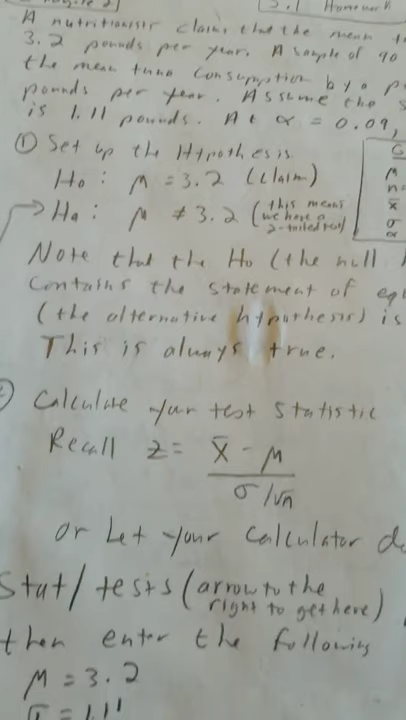 5.1 Homework
A nutritionist claims that the mean t
3.2 pounds per year. A sample of 90
the mean tuna consumption by a p
pounds per year. Assume the s
is 1.11 pounds. At α = 0.09,
① Set up the Hypothesis
H₀ : μ = 3.2 (claim)
→ Ha : μ ≠ 3.2 (this means we have a 2-tailed test)
G
μ
n=
x̄
σ
α
Note that the H₀ (the null h
contains the statement of eq
(the alternative hypothesis) is
This is always true.
Calculate your test statistic
Recall z = x̄ - μ
σ/√n
or Let your calculator d
Stat/tests (arrow to the right to get here)
then enter the following
μ = 3.2
σ = 1.11